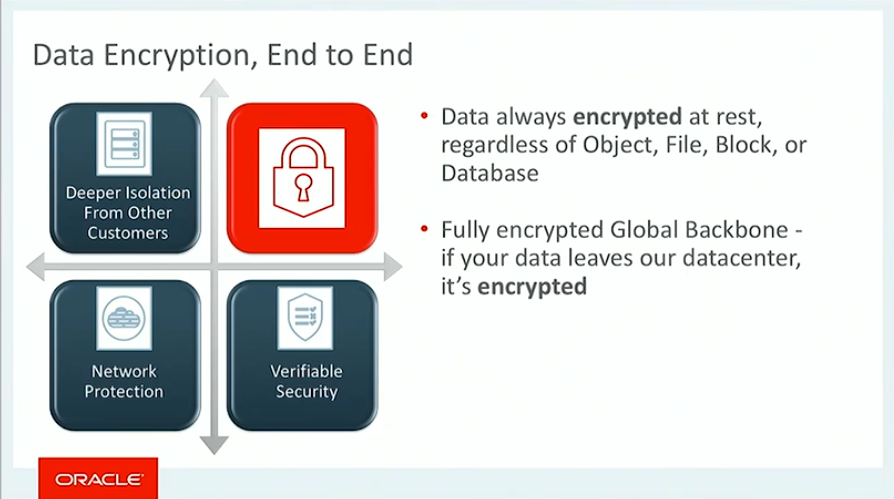 Data Encryption, End to End
Deeper Isolation
From Other
Customers
Network
Protection
Verifiable
Security
• Data always encrypted at rest,
regardless of Object, File, Block, or
Database
• Fully encrypted Global Backbone -
if your data leaves our datacenter,
it's encrypted
ORACLE